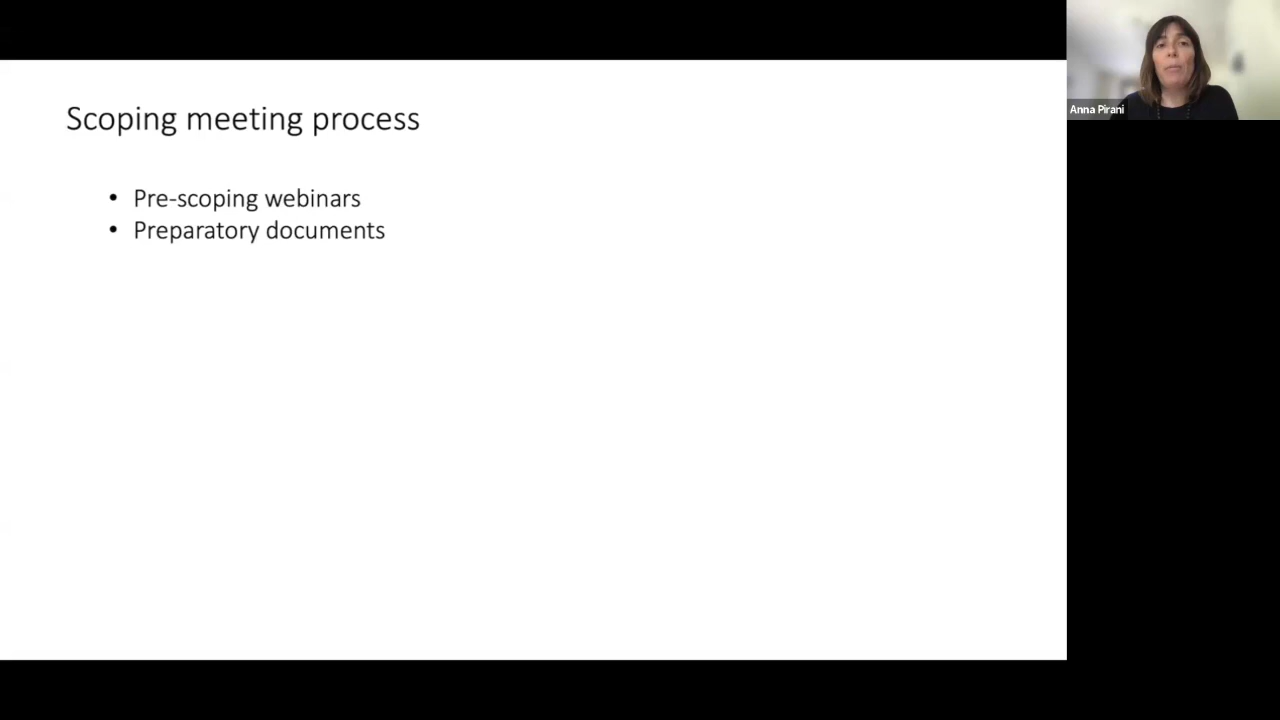 Scoping meeting process
• Pre-scoping webinars
• Preparatory documents
Anna Pirani